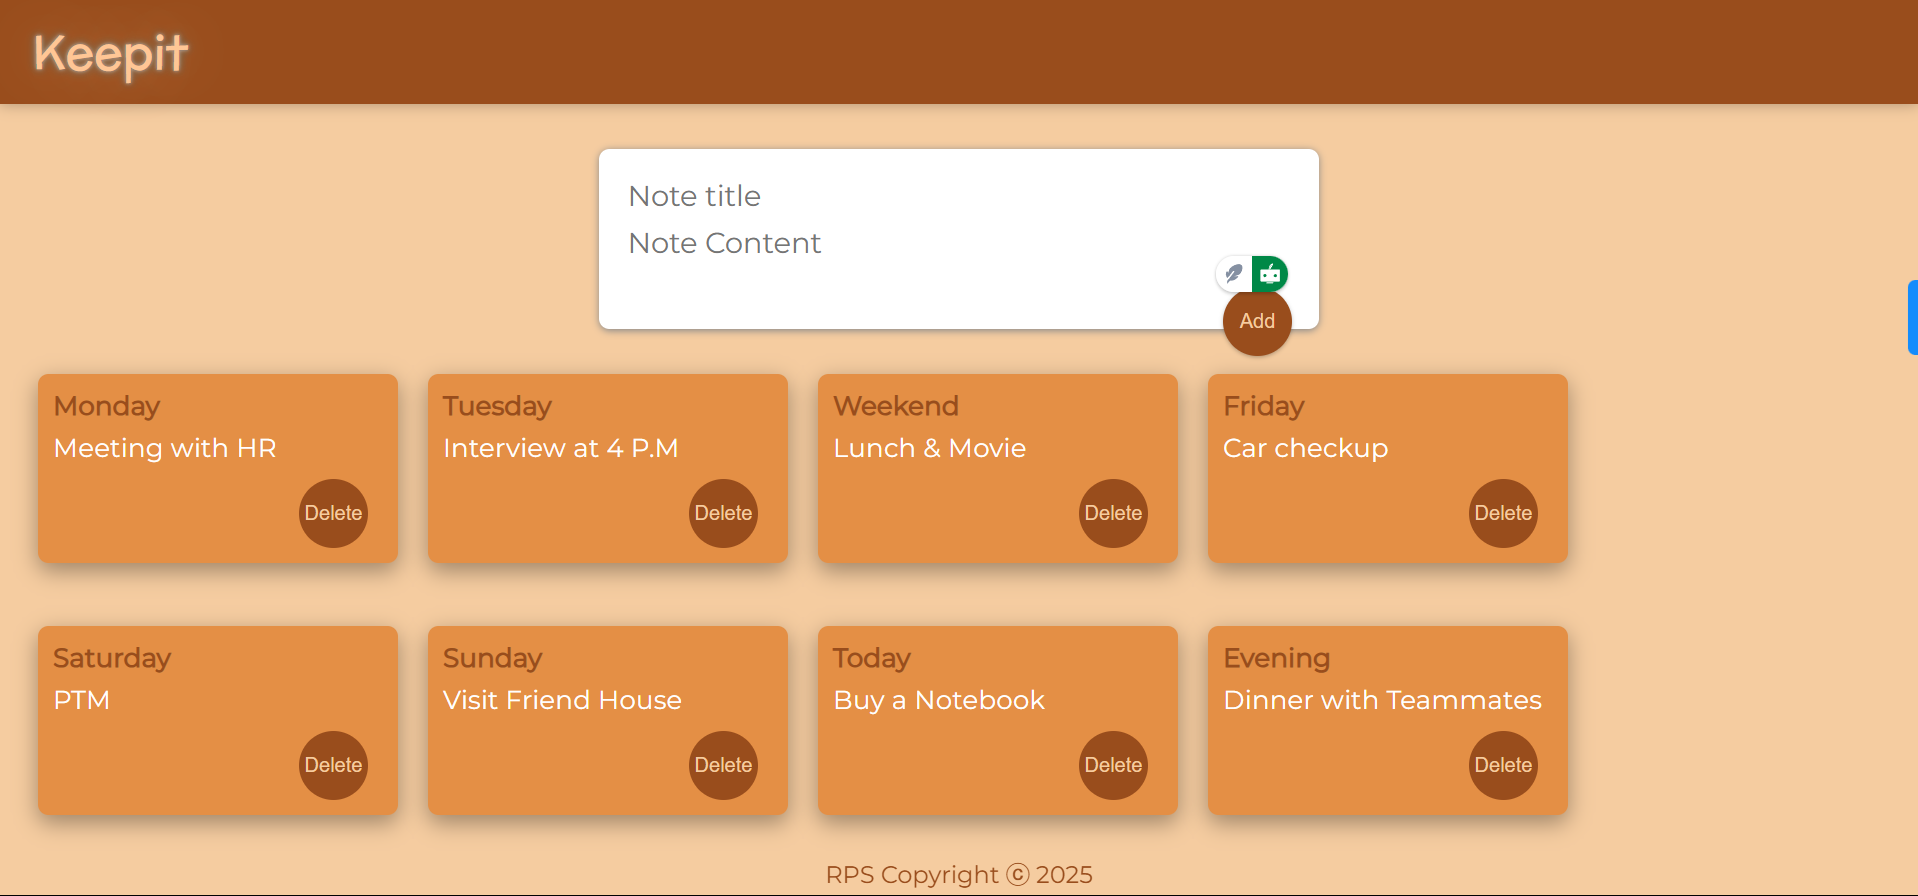 Keepit
Note title
Note Content
Add
Monday
Meeting with HR
Delete
Tuesday
Interview at 4 P.M
Delete
Weekend
Lunch & Movie
Delete
Friday
Car checkup
Delete
Saturday
PTM
Delete
Sunday
Visit Friend House
Delete
Today
Buy a Notebook
Delete
Evening
Dinner with Teammates
Delete
RPS Copyright ⓒ 2025